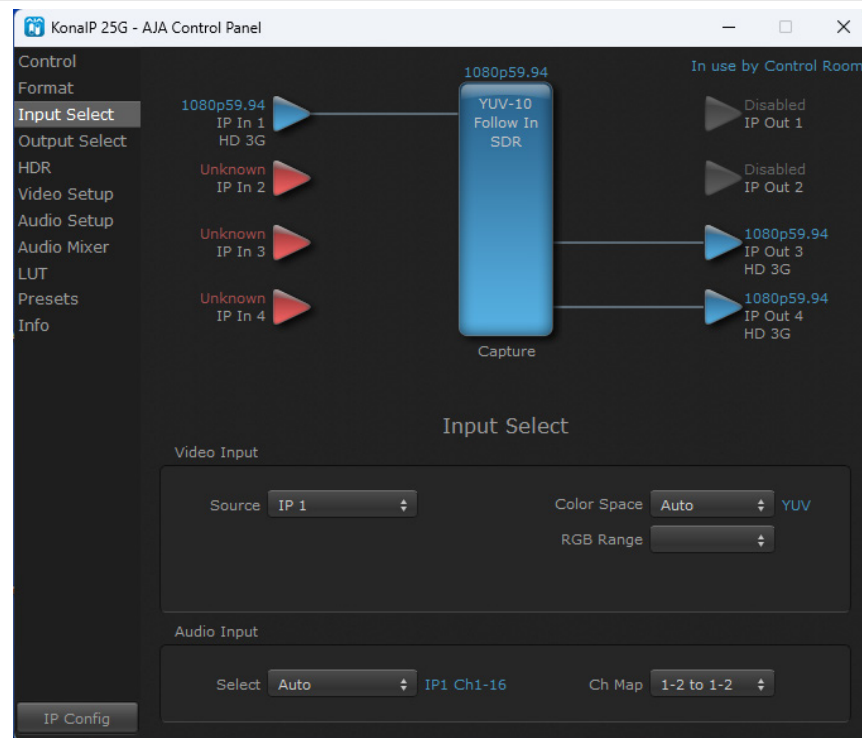 KonaIP 25G - AJA Control Panel
Control
Format
Input Select
Output Select
HDR
Video Setup
Audio Setup
Audio Mixer
LUT
Presets
Info
IP Config
1080p59.94
In use by Control Room
1080p59.94
IP In 1
HD 3G
Unknown
IP In 2
Unknown
IP In 3
Unknown
IP In 4
YUV-10
Follow In
SDR
Capture
Disabled
IP Out 1
Disabled
IP Out 2
1080p59.94
IP Out 3
HD 3G
1080p59.94
IP Out 4
HD 3G
Input Select
Video Input
Source IP 1
Color Space Auto YUV
RGB Range
Audio Input
Select Auto IP1 Ch1-16
Ch Map 1-2 to 1-2